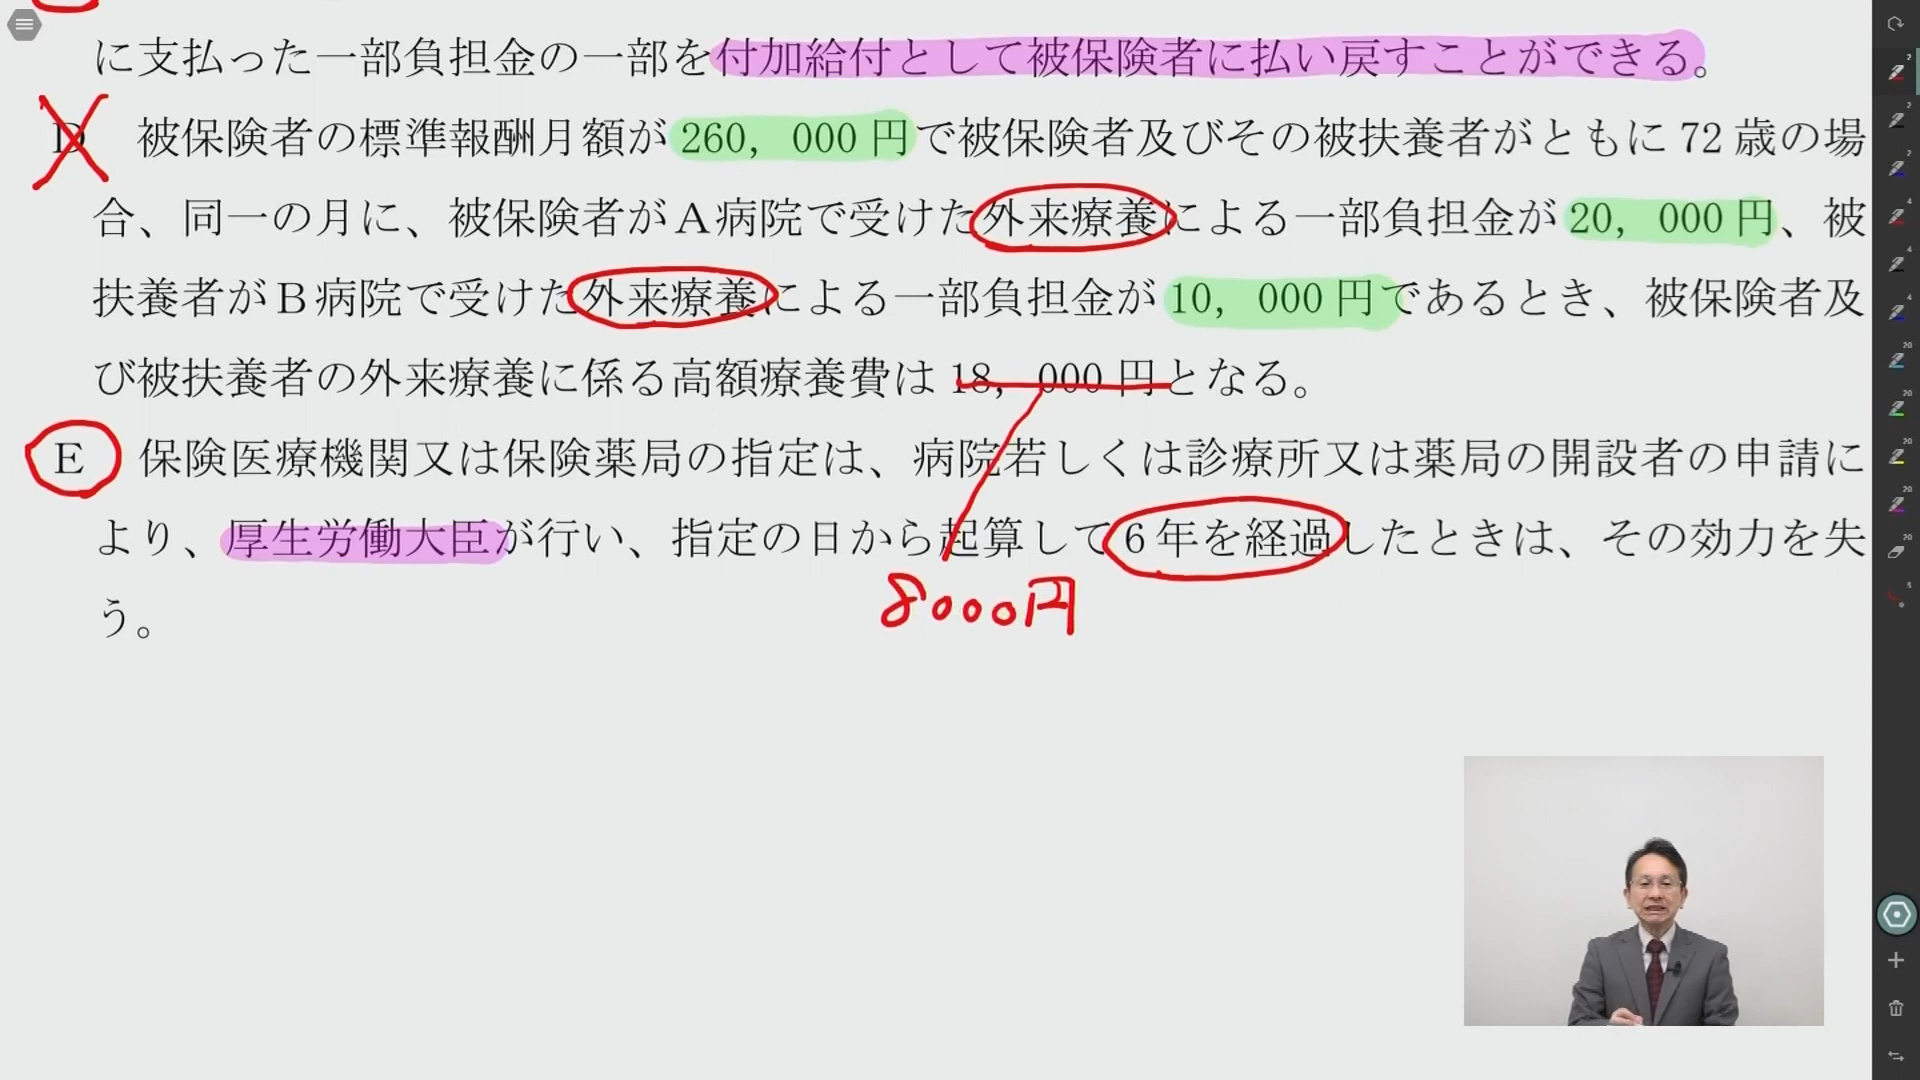 に支払った一部負担金の一部を付加給付として被保険者に払い戻すことができる。
D　被保険者の標準報酬月額が260，000円で被保険者及びその被扶養者がともに72歳の場
合、同一の月に、被保険者がＡ病院で受けた外来療養による一部負担金が20，000円、被
扶養者がＢ病院で受けた外来療養による一部負担金が10，000円であるとき、被保険者及
び被扶養者の外来療養に係る高額療養費は18，000円となる。
E　保険医療機関又は保険薬局の指定は、病院若しくは診療所又は薬局の開設者の申請に
より、厚生労働大臣が行い、指定の日から起算して６年を経過したときは、その効力を失
う。
8000円